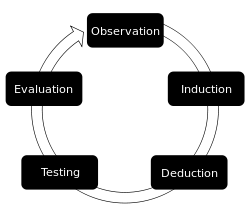 Observation
Induction
Deduction
Testing
Evaluation